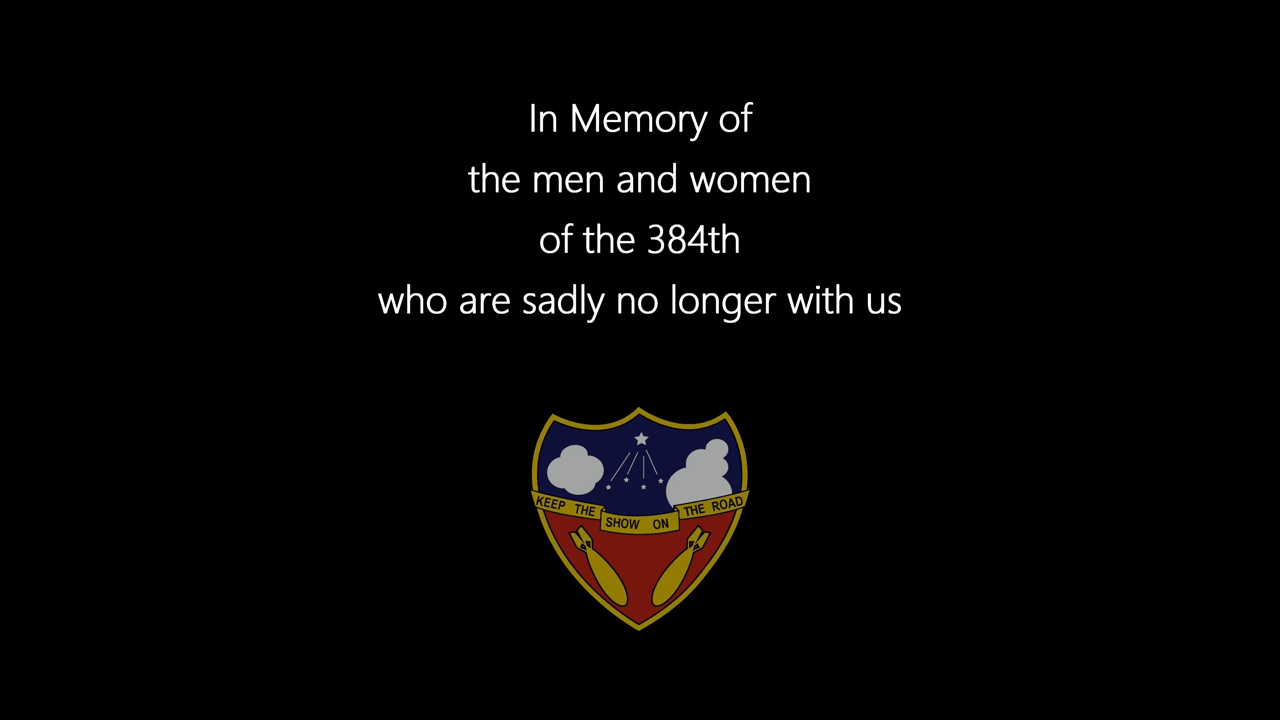 In Memory of
the men and women
of the 384th
who are sadly no longer with us
KEEP THE SHOW ON THE ROAD